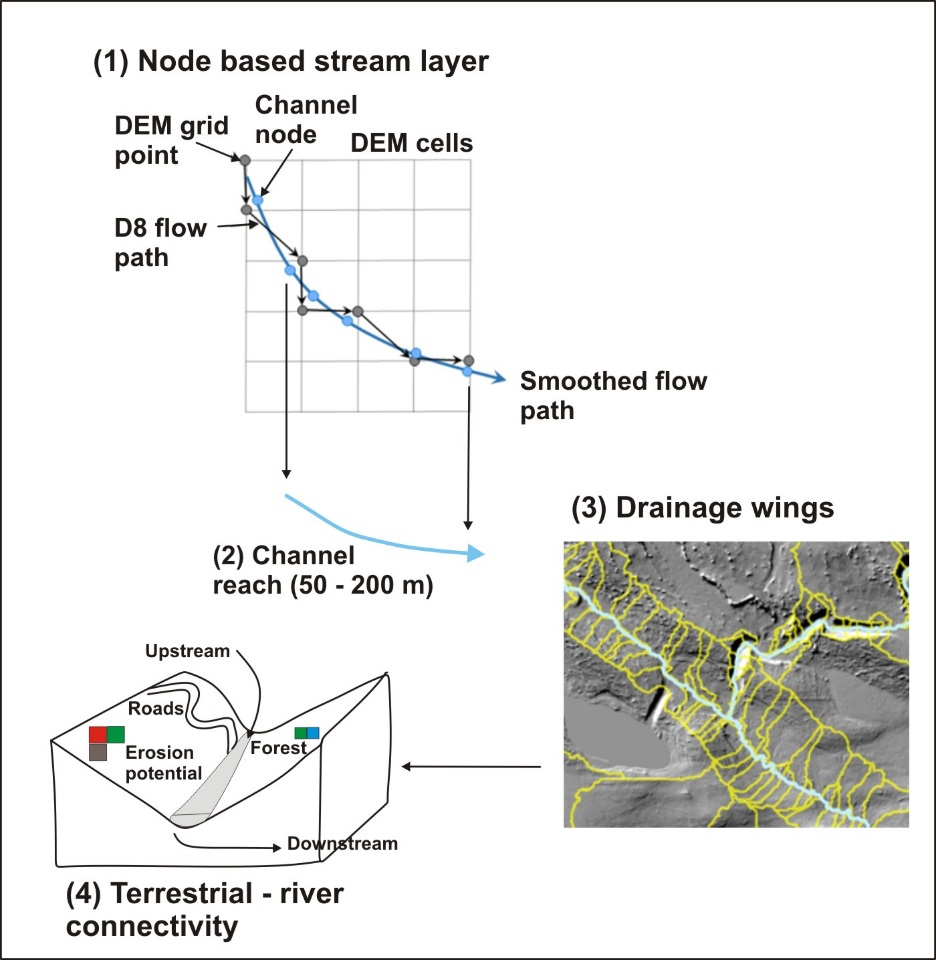 (1) Node based stream layer
Channel
node
DEM grid
point
DEM cells
D8 flow
path
Smoothed flow
path
(2) Channel
reach (50 - 200 m)
(3) Drainage wings
Upstream
Roads
Forest
Erosion
potential
Downstream
(4) Terrestrial - river
connectivity